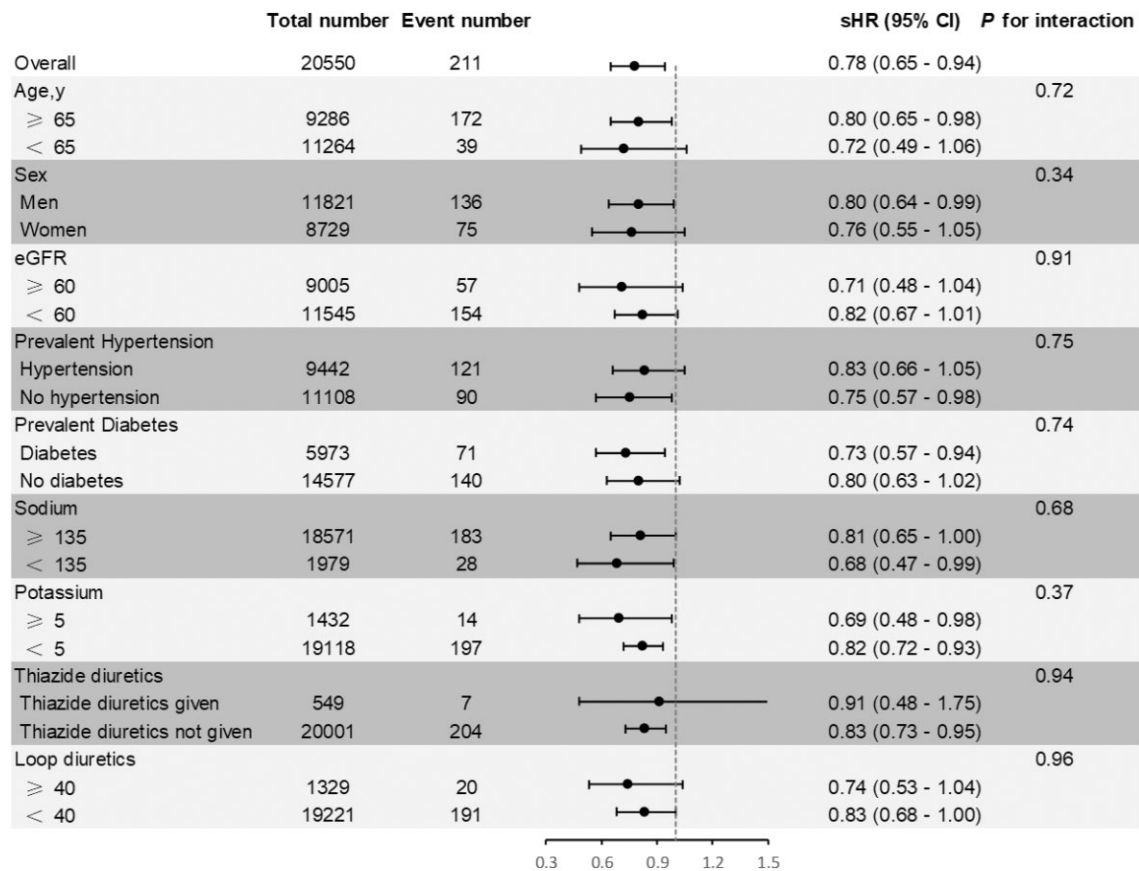 Total number Event number sHR (95% CI) P for interaction
Overall 20550 211 0.78 (0.65 - 0.94)
Age,y 0.72
⩾ 65 9286 172 0.80 (0.65 - 0.98)
< 65 11264 39 0.72 (0.49 - 1.06)
Sex 0.34
Men 11821 136 0.80 (0.64 - 0.99)
Women 8729 75 0.76 (0.55 - 1.05)
eGFR 0.91
⩾ 60 9005 57 0.71 (0.48 - 1.04)
< 60 11545 154 0.82 (0.67 - 1.01)
Prevalent Hypertension 0.75
Hypertension 9442 121 0.83 (0.66 - 1.05)
No hypertension 11108 90 0.75 (0.57 - 0.98)
Prevalent Diabetes 0.74
Diabetes 5973 71 0.73 (0.57 - 0.94)
No diabetes 14577 140 0.80 (0.63 - 1.02)
Sodium 0.68
⩾ 135 18571 183 0.81 (0.65 - 1.00)
< 135 1979 28 0.68 (0.47 - 0.99)
Potassium 0.37
⩾ 5 1432 14 0.69 (0.48 - 0.98)
< 5 19118 197 0.82 (0.72 - 0.93)
Thiazide diuretics 0.94
Thiazide diuretics given 549 7 0.91 (0.48 - 1.75)
Thiazide diuretics not given 20001 204 0.83 (0.73 - 0.95)
Loop diuretics 0.96
⩾ 40 1329 20 0.74 (0.53 - 1.04)
< 40 19221 191 0.83 (0.68 - 1.00)
0.3 0.6 0.9 1.2 1.5